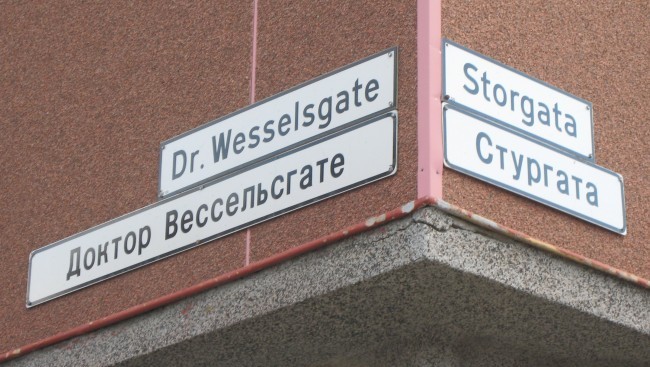 Dr. Wesselsgate
Доктор Вессельсгате
Storgata
Стургата